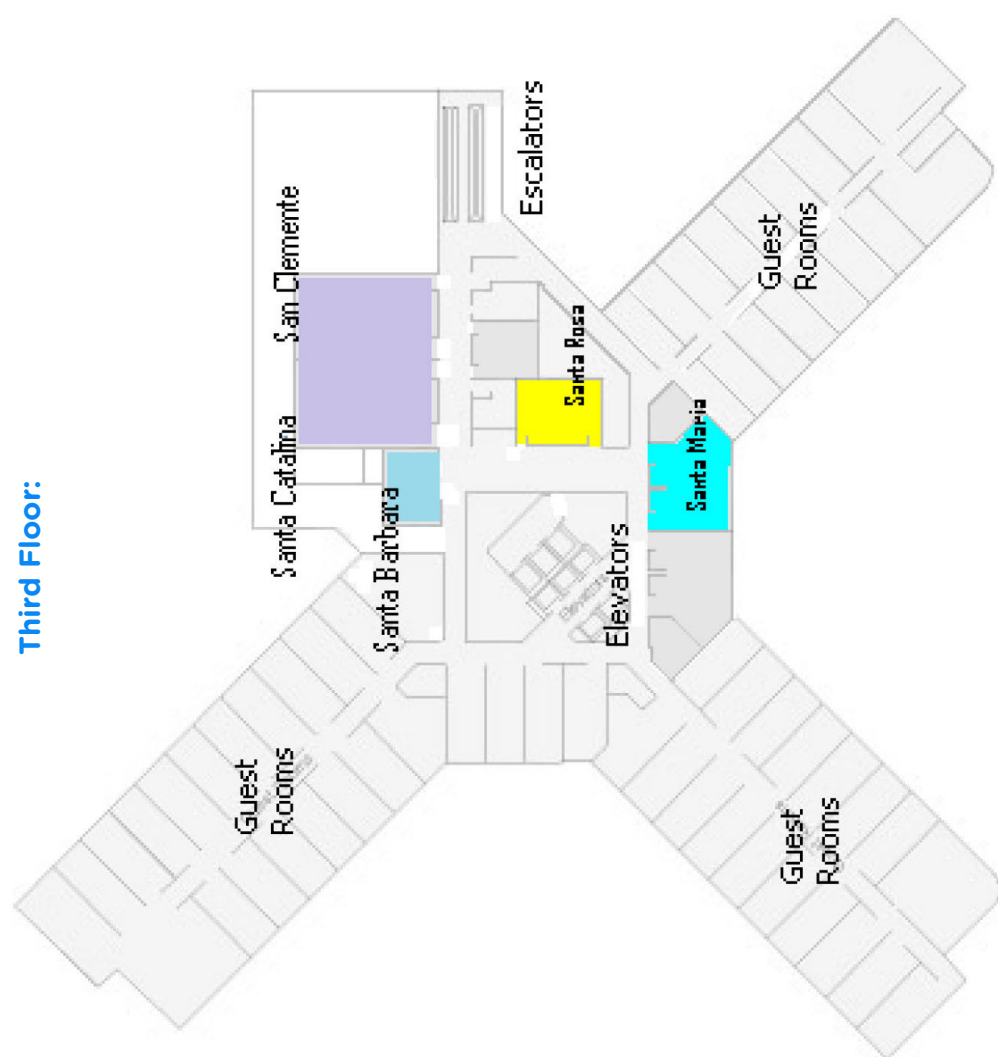 Third Floor:
Guest
Rooms
Santa Catalina
San Clemente
Santa Barbara
Escalators
Santa Rosa
Elevators
Elevators
Santa Maria
Guest
Rooms
Guest
Rooms